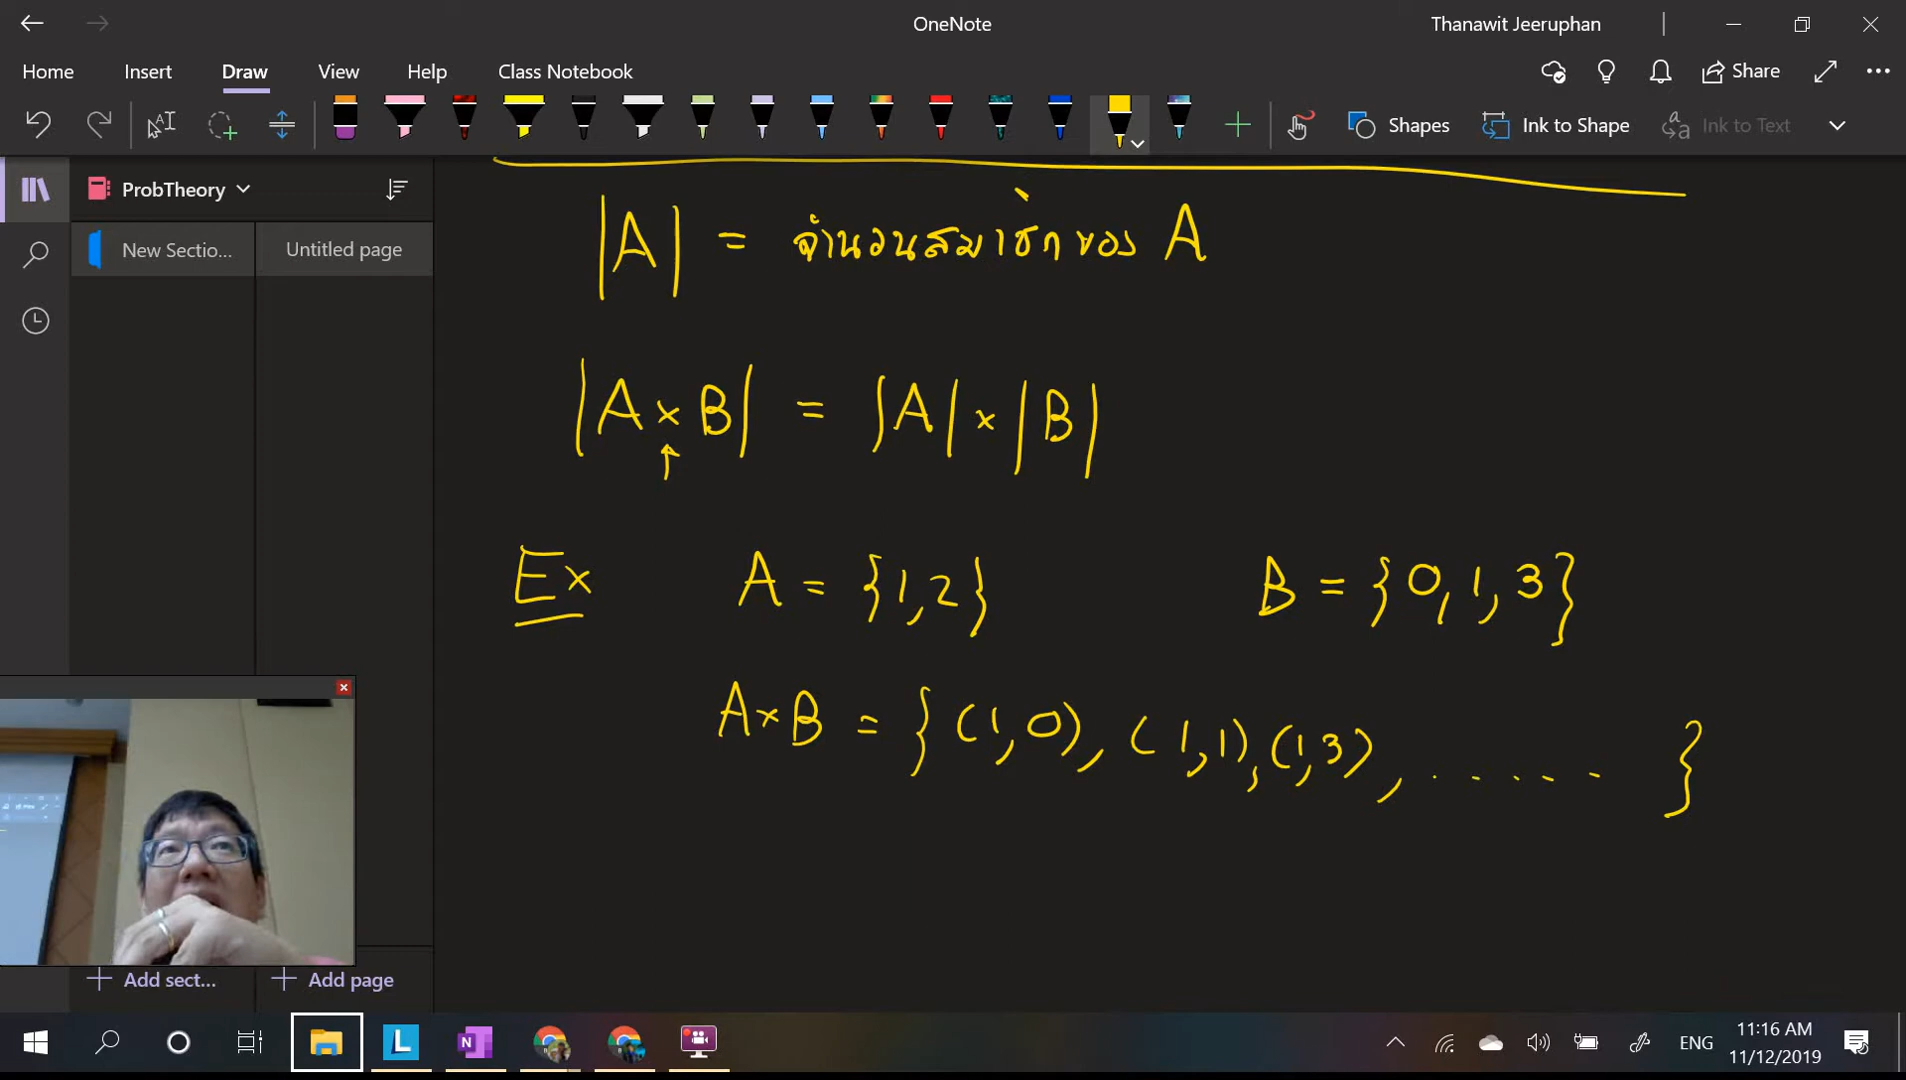 OneNote
Thanawit Jeeruphan
Home Insert Draw View Help Class Notebook
Share
Shapes Ink to Shape Ink to Text
ProbTheory
New Sectio...
Untitled page
|A| = จำนวนสมาชิกของ A
|A × B| = |A| × |B|
Ex A = {1,2} B = {0,1,3}
A×B = {(1,0), (1,1), (1,3), ...... }
Add sect...
Add page
ENG
11:16 AM
11/12/2019